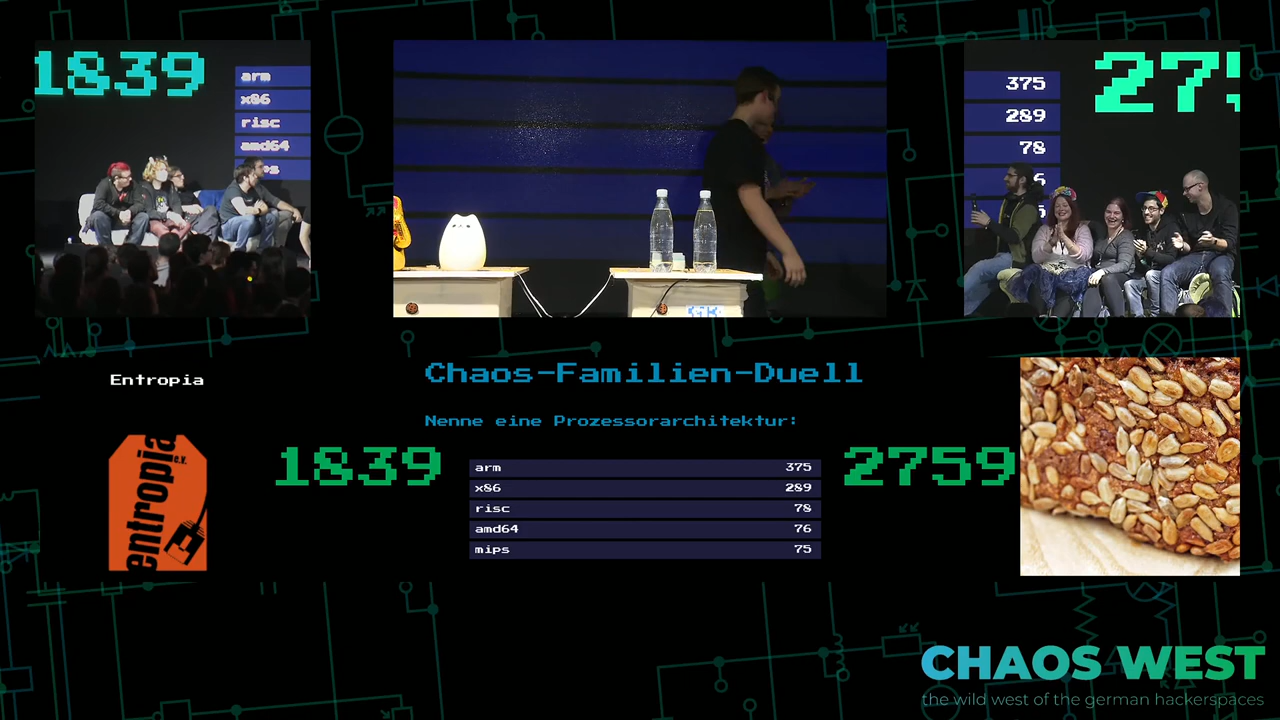 1839
arm
x86
risc
amd64
375
289
78
275
Entropia
entropia
e.V.
Chaos-Familien-Duell
Nenne eine Prozessorarchitektur:
1839
arm 375
x86 289
risc 78
amd64 76
mips 75
2759
CHAOS WEST
the wild west of the german hackerspaces